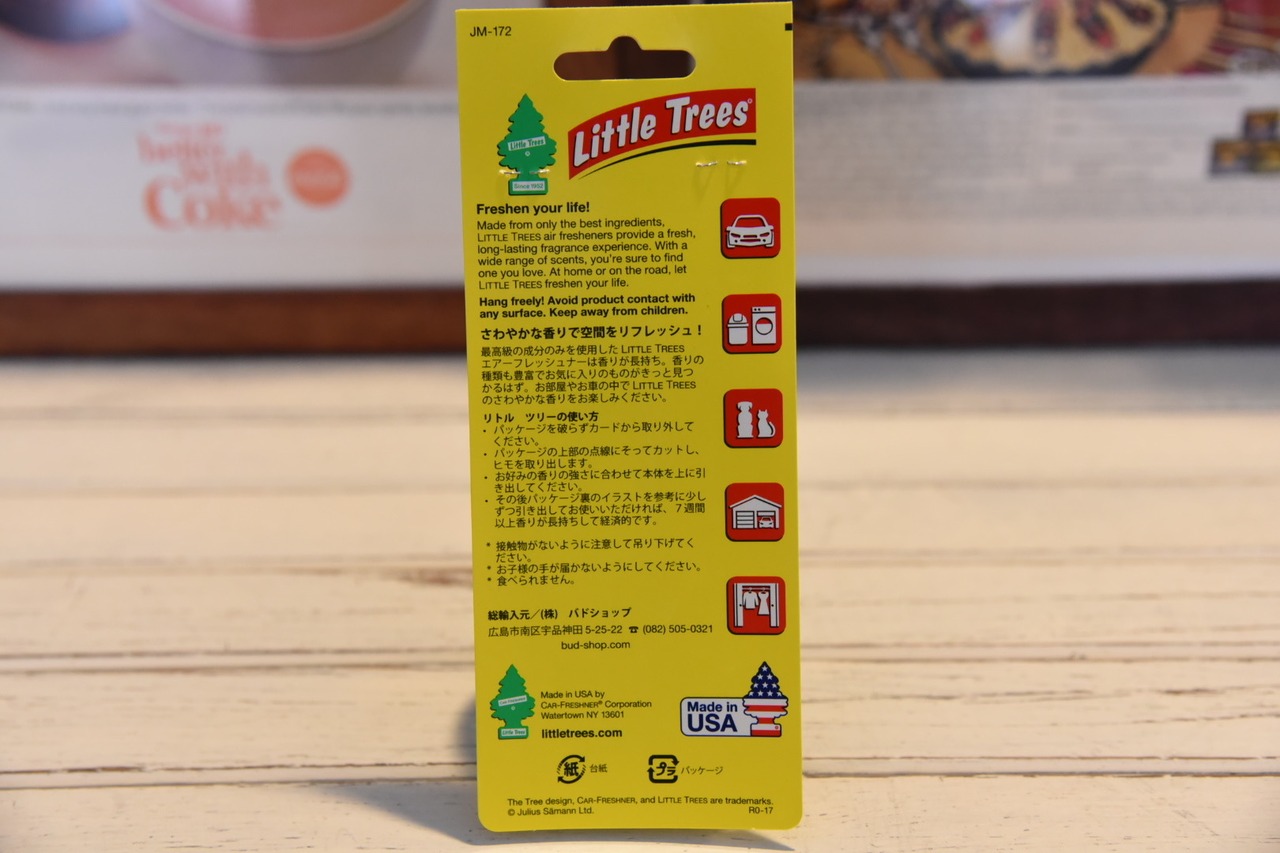 JM-172
Little Trees
Little Trees
Since 1952
Freshen your life!
Made from only the best ingredients,
LITTLE TREES air fresheners provide a fresh,
long-lasting fragrance experience. With a
wide range of scents, you're sure to find
one you love. At home or on the road, let
LITTLE TREES freshen your life.
Hang freely! Avoid product contact with
any surface. Keep away from children.
さわやかな香りで空間をリフレッシュ！
最高級の成分のみを使用した LITTLE TREES
エアーフレッシュナーは香りが長持ち。香りの
種類も豊富でお気に入りのものがきっと見つ
かるはず。お部屋やお車の中で LITTLE TREES
のさわやかな香りをお楽しみください。
リトル ツリーの使い方
・ パッケージを破らずカードから取り外して
ください。
・ パッケージの上部の点線にそってカットし、
ヒモを取り出します。
・ お好みの香りの強さに合わせて本体を上に引
き出してください。
・ その後パッケージ裏のイラストを参考に少し
ずつ引き出してお使いいただければ、７週間
以上香りが長持ちして経済的です。
* 接触物がないように注意して吊り下げてく
ださい。
* お子様の手が届かないようにしてください。
* 食べられません。
総輸入元／(株) バドショップ
広島市南区宇品神田 5-25-22 ☎ (082) 505-0321
bud-shop.com
Made in USA by
CAR-FRESHNER® Corporation
Watertown NY 13601
littletrees.com
Little Trees
Made in
USA
紙 台紙
プラ パッケージ
The Tree design, CAR-FRESHNER, and LITTLE TREES are trademarks.
© Julius Sämann Ltd.
R0-17
better
with
Coke